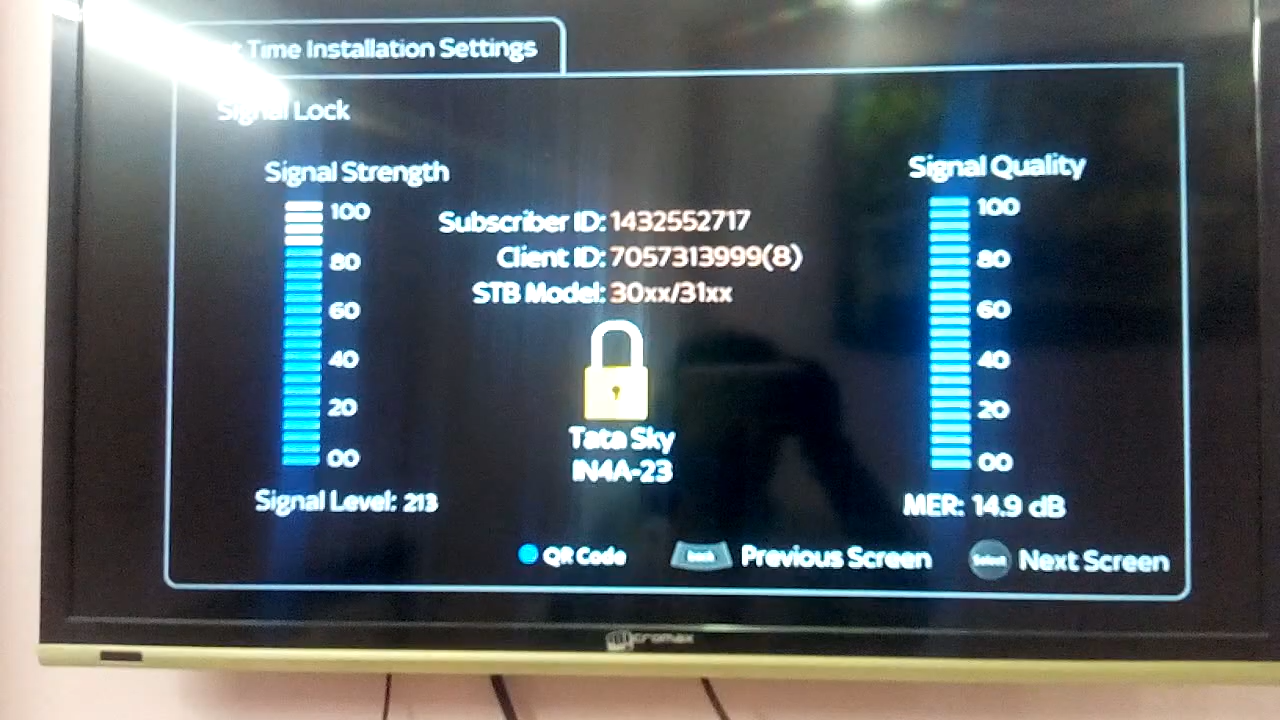 Time Installation Settings
Signal Lock
Signal Strength
Signal Quality
100
80
60
40
20
00
Subscriber ID: 1432552717
Client ID: 7057313999(8)
STB Model: 30xx/31xx
Tata Sky
IN4A-23
100
80
60
40
20
00
Signal Level: 213
MER: 14.9 dB
QR Code
back
Previous Screen
Select
Next Screen
Micromax